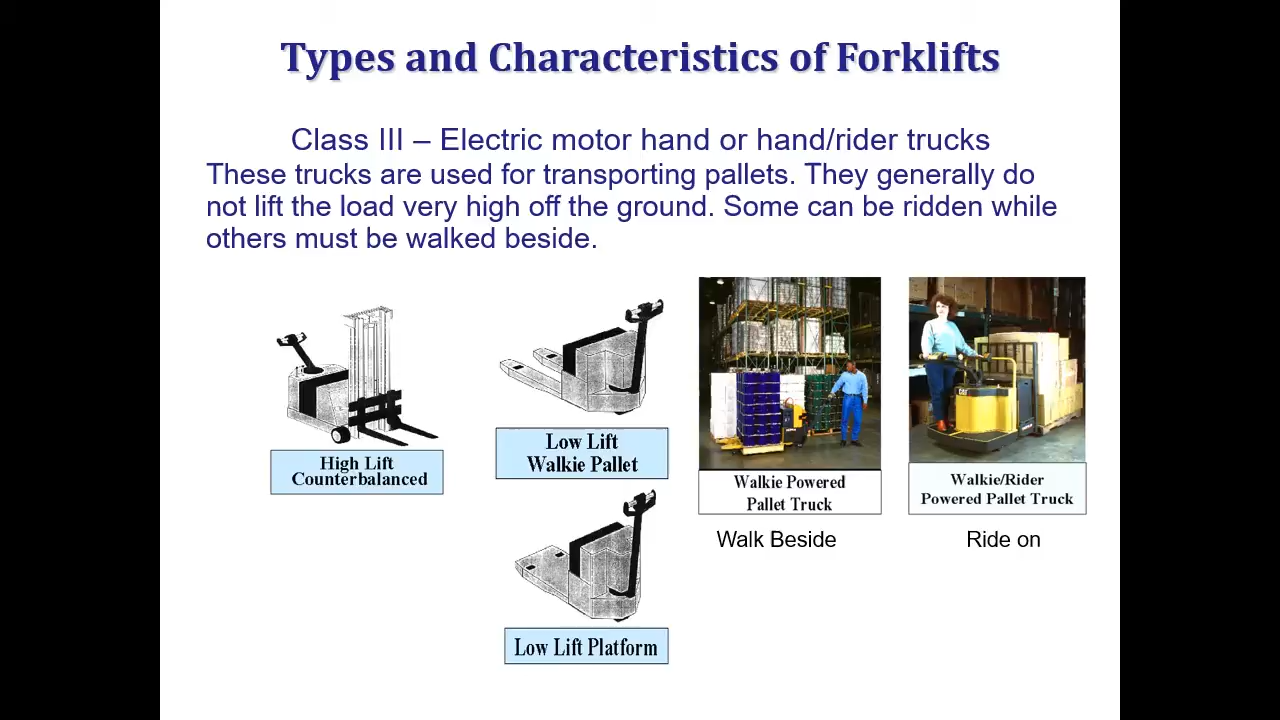 Types and Characteristics of Forklifts
Class III – Electric motor hand or hand/rider trucks
These trucks are used for transporting pallets. They generally do
not lift the load very high off the ground. Some can be ridden while
others must be walked beside.
High Lift
Counterbalanced
Low Lift
Walkie Pallet
Low Lift Platform
Walkie Powered
Pallet Truck
Walk Beside
Walkie/Rider
Powered Pallet Truck
Ride on
CAT